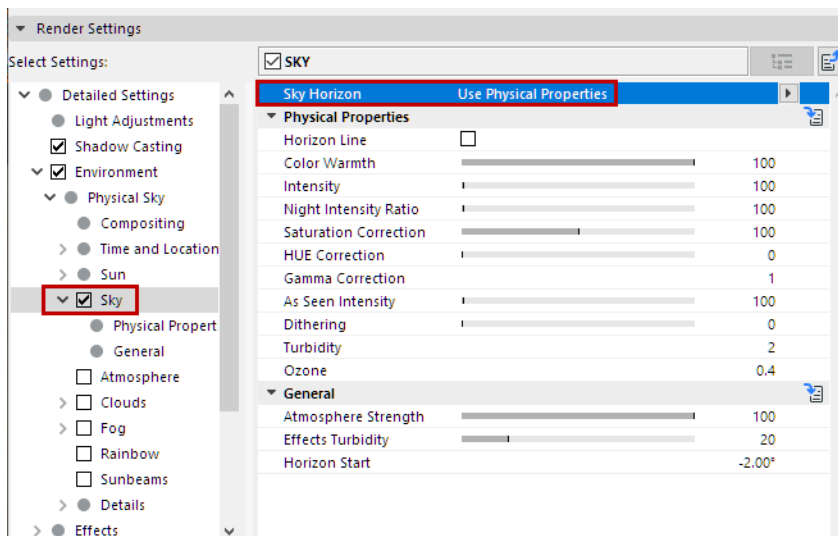 Render Settings
Select Settings:
SKY
Detailed Settings
Light Adjustments
Shadow Casting
Environment
Physical Sky
Compositing
Time and Location
Sun
Sky
Physical Propert
General
Atmosphere
Clouds
Fog
Rainbow
Sunbeams
Details
Effects
Sky Horizon Use Physical Properties
Physical Properties
Horizon Line
Color Warmth 100
Intensity 100
Night Intensity Ratio 100
Saturation Correction 100
HUE Correction 0
Gamma Correction 1
As Seen Intensity 100
Dithering 0
Turbidity 2
Ozone 0.4
General
Atmosphere Strength 100
Effects Turbidity 20
Horizon Start -2.00°